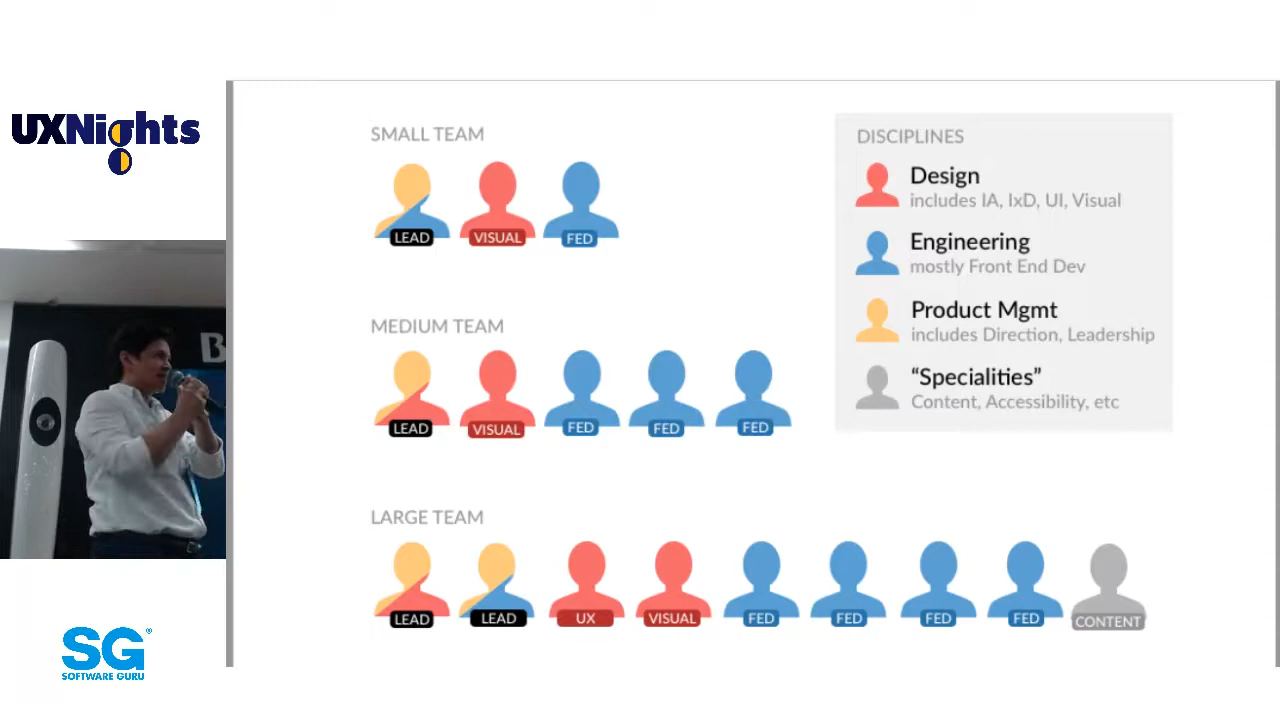 UXNights
SMALL TEAM
LEAD VISUAL FED
MEDIUM TEAM
LEAD VISUAL FED FED FED
LARGE TEAM
LEAD LEAD UX VISUAL FED FED FED FED CONTENT
DISCIPLINES
Design
includes IA, IxD, UI, Visual
Engineering
mostly Front End Dev
Product Mgmt
includes Direction, Leadership
“Specialities”
Content, Accessibility, etc
B
SG®
SOFTWARE GURU